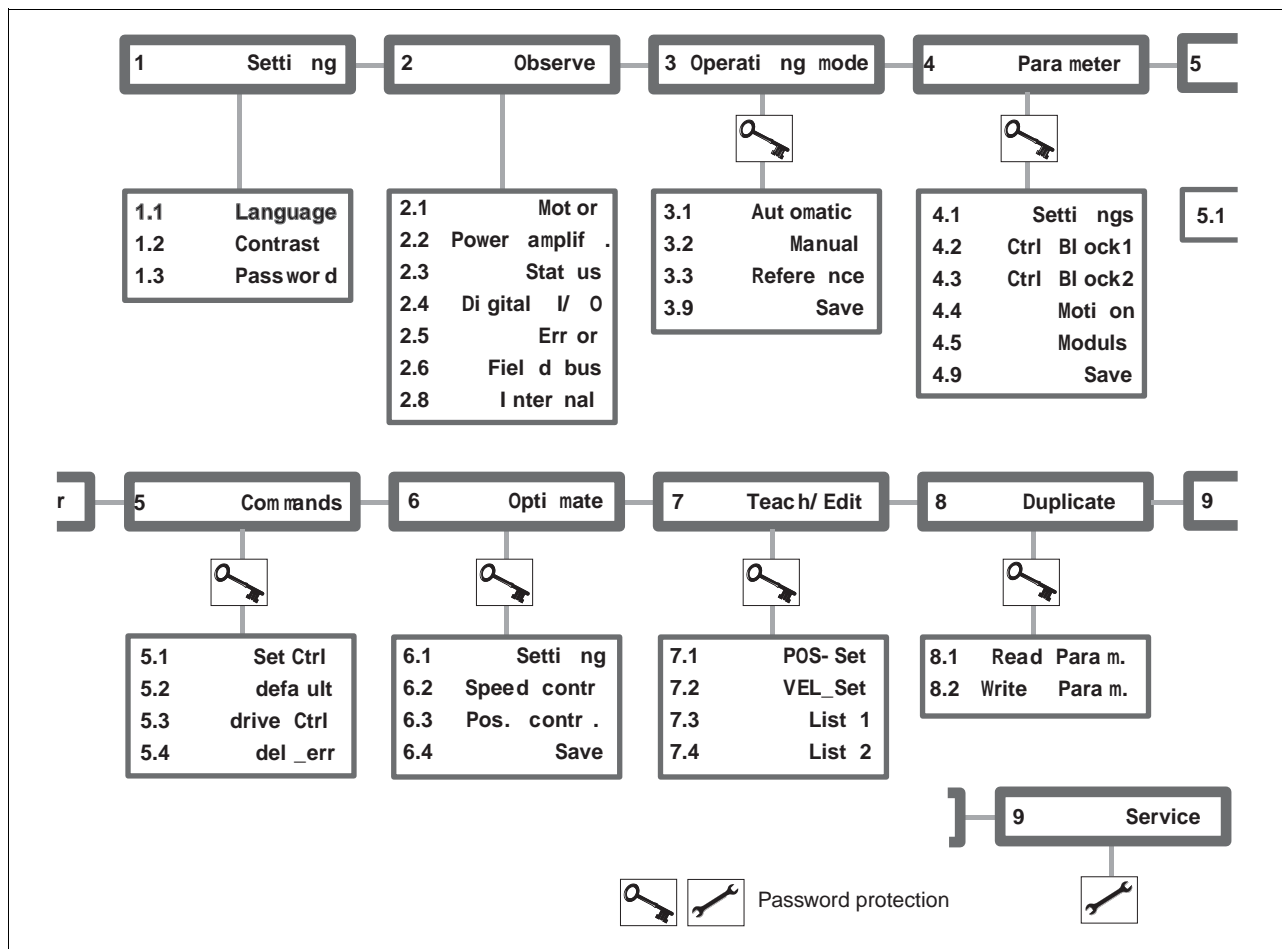 1 Setting
2 Observe
3 Operating mode
4 Parameter
5
1.1 Language
1.2 Contrast
1.3 Password
2.1 Motor
2.2 Power amplif.
2.3 Status
2.4 Digital I/O
2.5 Error
2.6 Field bus
2.8 Internal
3.1 Automatic
3.2 Manual
3.3 Reference
3.9 Save
4.1 Settings
4.2 Ctrl Block1
4.3 Ctrl Block2
4.4 Motion
4.5 Moduls
4.9 Save
5.1
r
5 Commands
6 Optimate
7 Teach/Edit
8 Duplicate
9
5.1 Set Ctrl
5.2 default
5.3 drive Ctrl
5.4 del_err
6.1 Setting
6.2 Speed contr
6.3 Pos. contr.
6.4 Save
7.1 POS-Set
7.2 VEL_Set
7.3 List 1
7.4 List 2
8.1 Read Param.
8.2 Write Param.
9 Service
Password protection